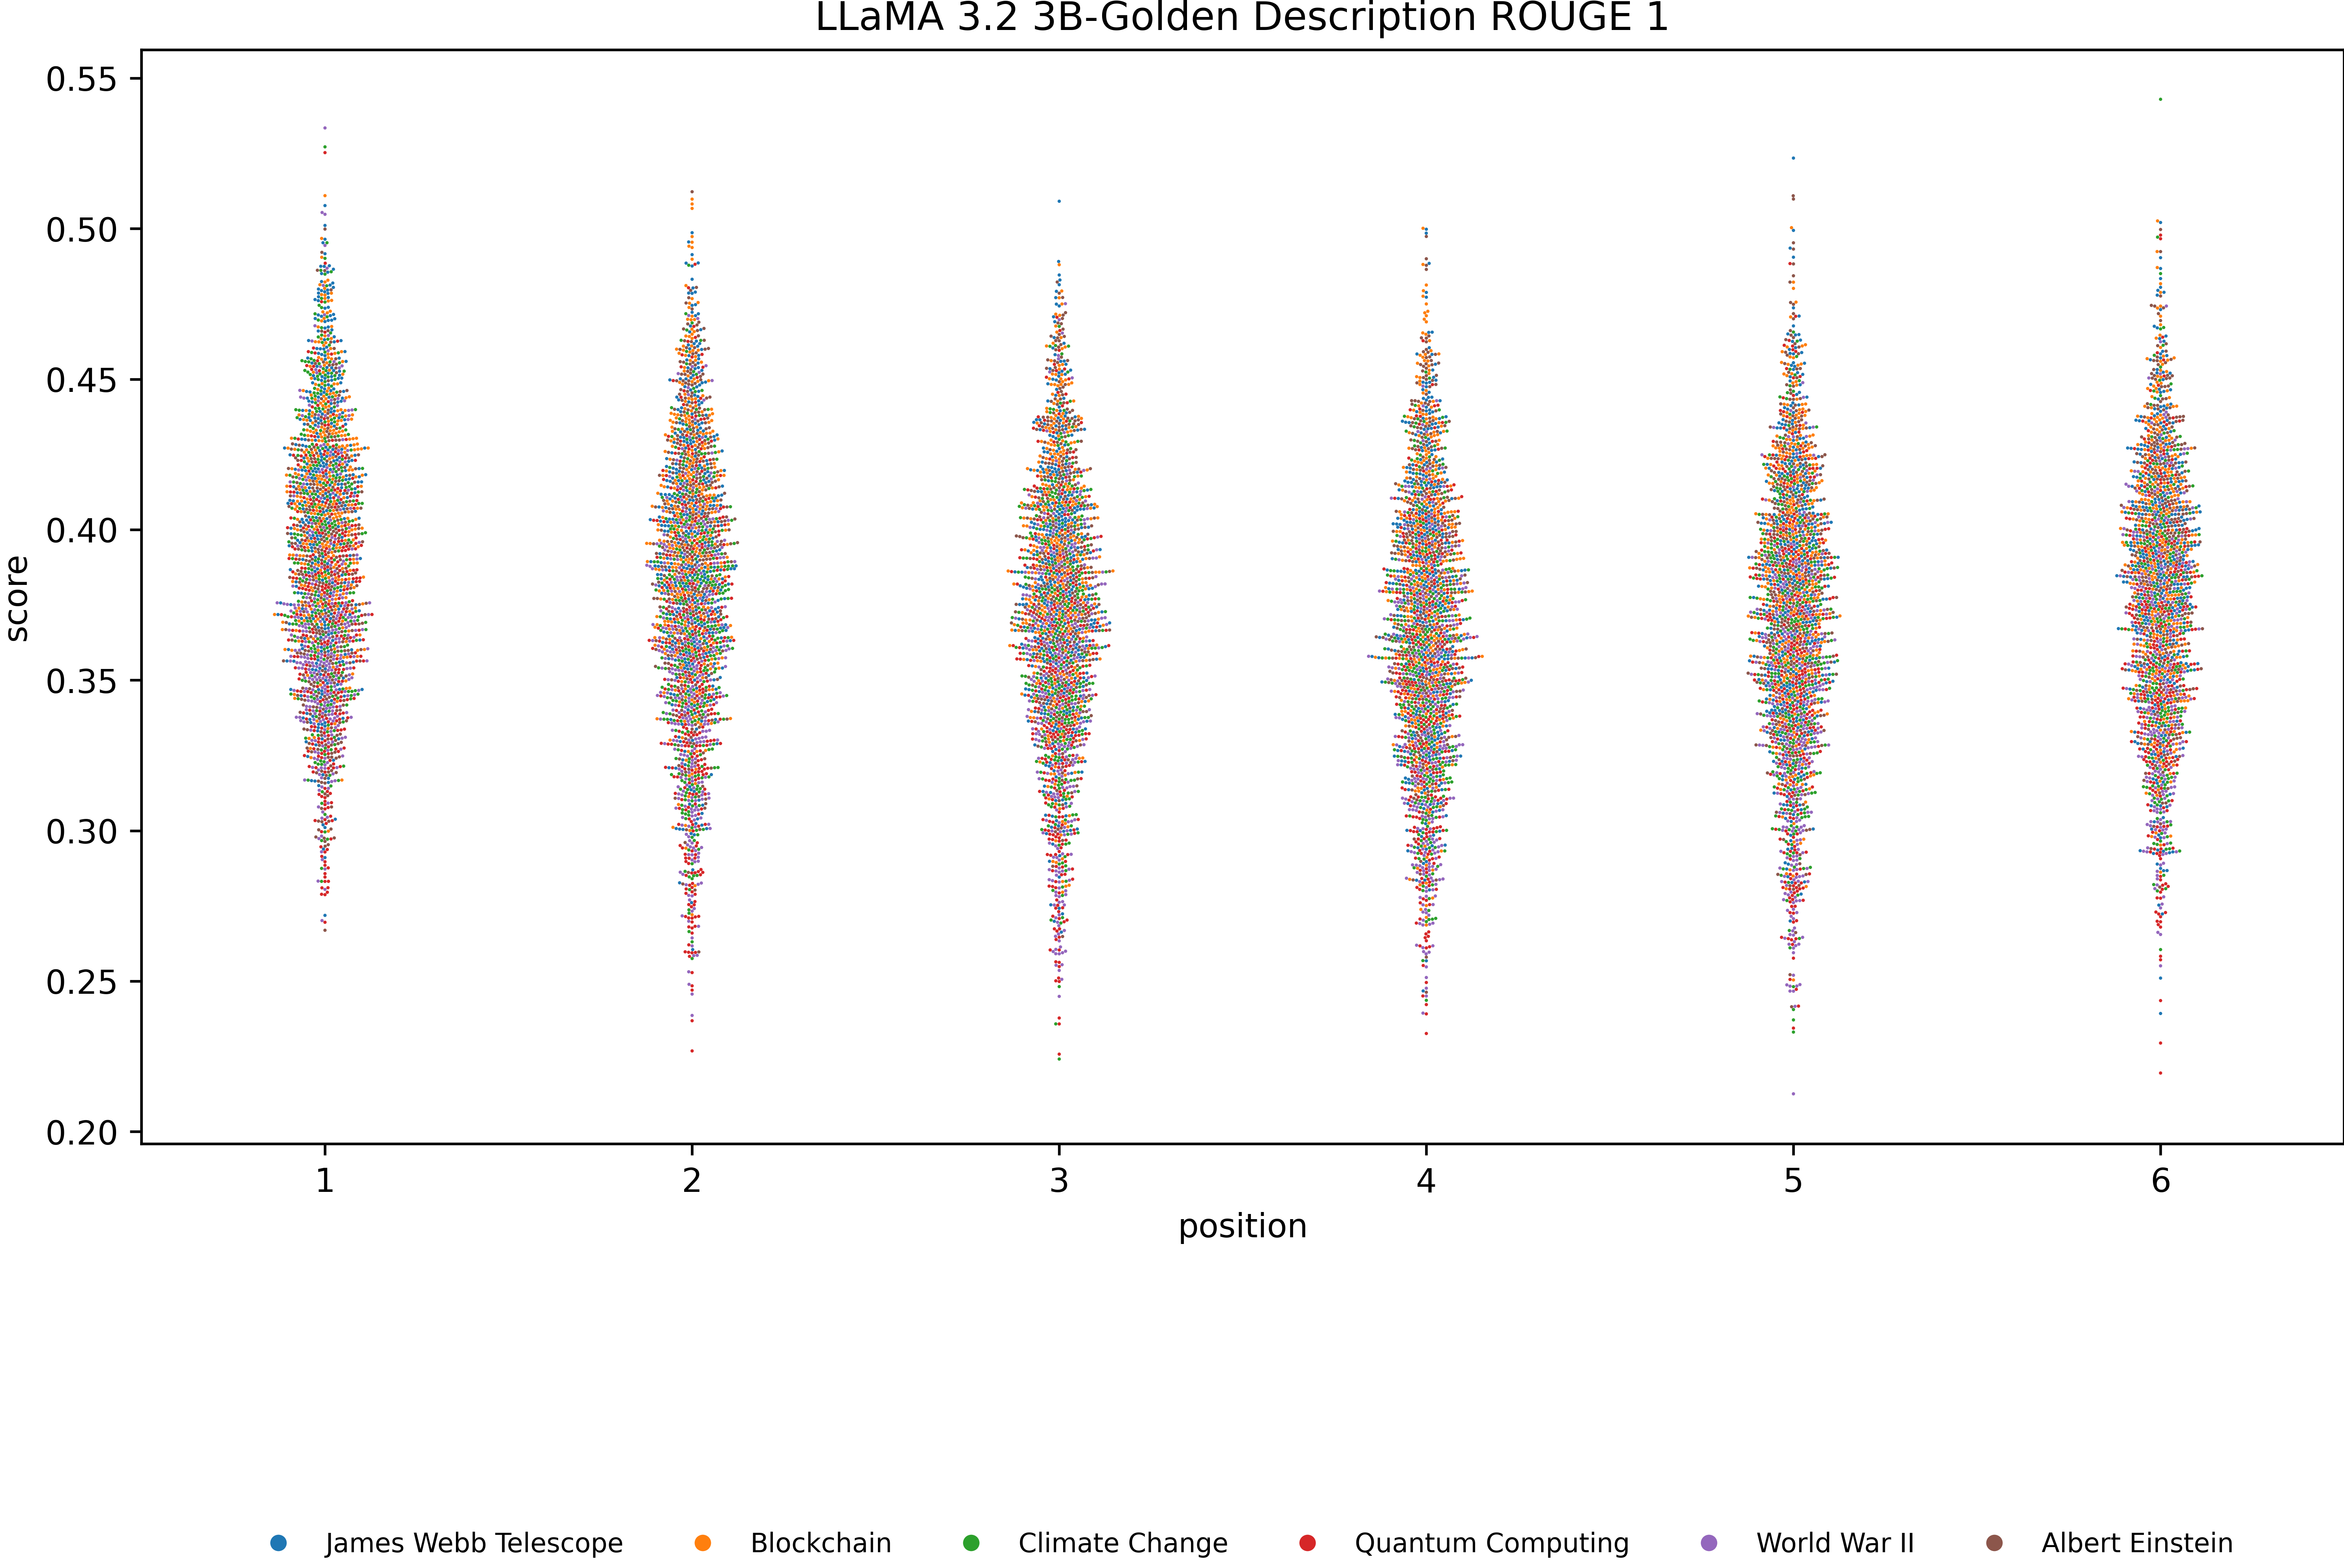 LLaMA 3.2 3B-Golden Description ROUGE 1
0.55
0.50
0.45
0.40
0.35
0.30
0.25
0.20
score
1 2 3 4 5 6
position
James Webb Telescope Blockchain Climate Change Quantum Computing World War II Albert Einstein